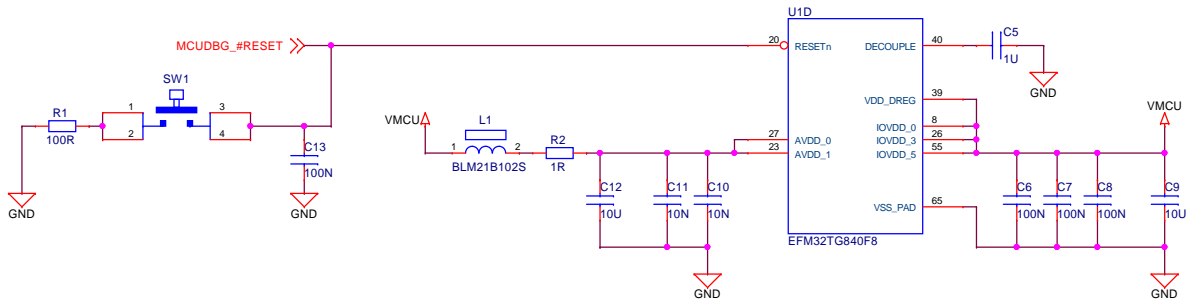 U1D
MCUDBG_#RESET
20
RESETn
DECOUPLE
40
C5
1U
GND
SW1
R1
100R
1
2
3
4
C13
100N
GND
GND
VMCU
L1
1
2
BLM21B102S
R2
1R
27
23
AVDD_0
AVDD_1
VDD_DREG
39
IOVDD_0
8
IOVDD_3
26
IOVDD_5
55
VMCU
C12
10U
C11
10N
C10
10N
GND
VSS_PAD
65
C6
100N
C7
100N
C8
100N
C9
10U
EFM32TG840F8
GND